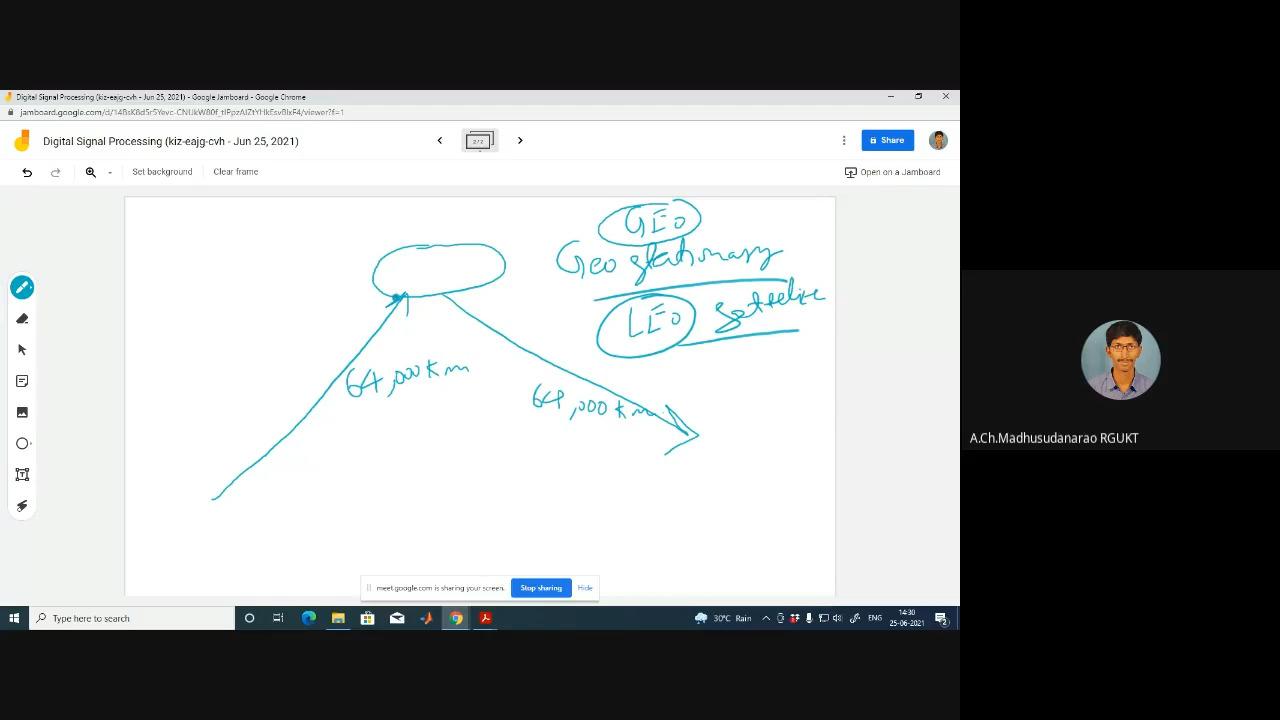 Digital Signal Processing (kiz-eajg-cvh - Jun 25, 2021) - Google Jamboard - Google Chrome
Digital Signal Processing (kiz-eajg-cvh - Jun 25, 2021)
2/2
Share
Set background
Clear frame
Open on a Jamboard
GEO
Geo stationary
LEO
64,000 Km
64,000 Km
A.Ch.Madhusudanarao RGUKT
meet.google.com is sharing your screen.
Stop sharing
Hide
Type here to search
30°C Rain
ENG
14:30
25-06-2021